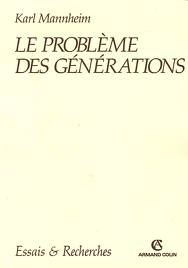 Karl Mannheim
LE PROBLÈME
DES GÉNÉRATIONS
Essais & Recherches
ARMAND COLIN